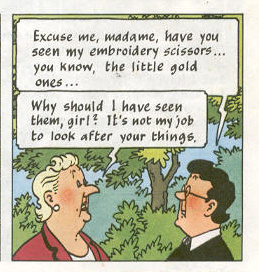 Excuse me, madame, have you
seen my embroidery scissors...
you know, the little gold
ones...
Why should I have seen
them, girl? It's not my job
to look after your things.